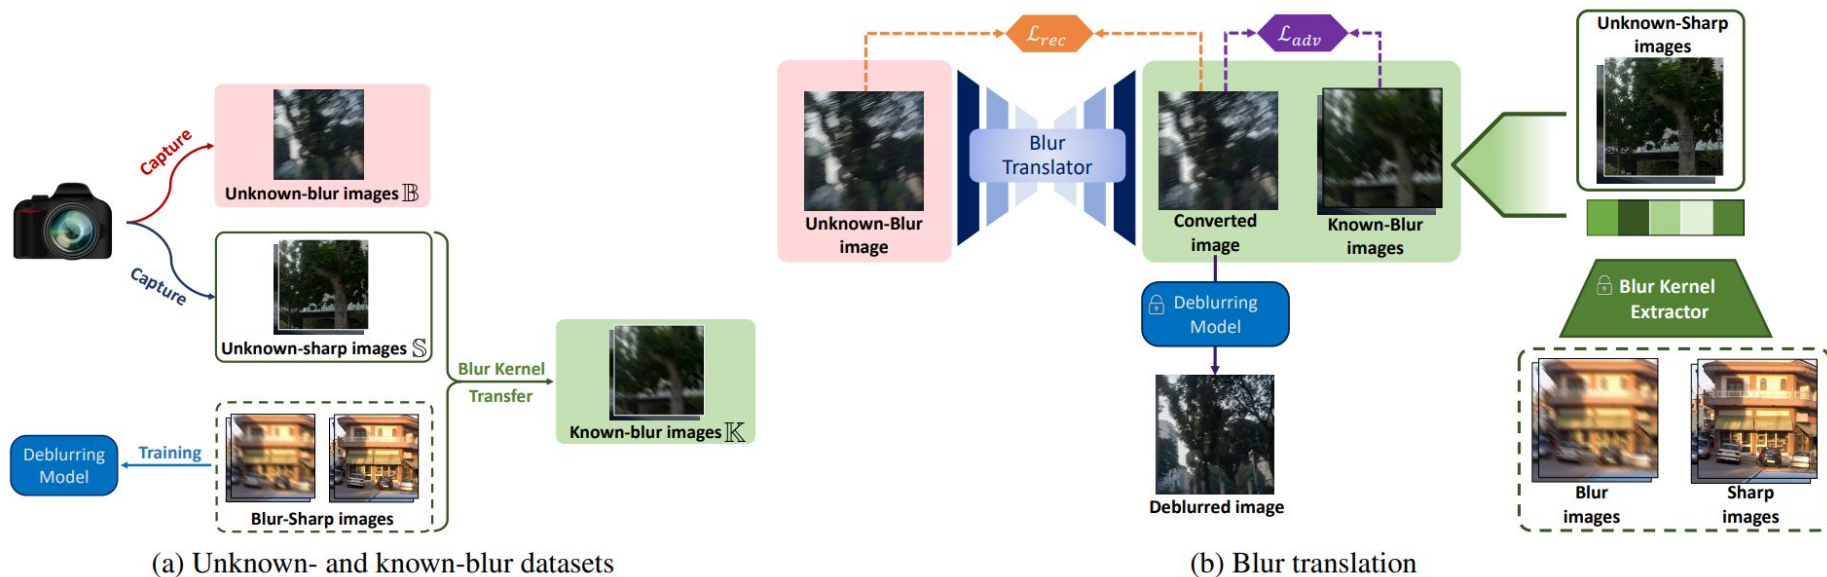 Capture
Unknown-blur images 𝔹
Capture
Unknown-sharp images 𝕊
Blur Kernel
Transfer
Known-blur images 𝕂
Deblurring
Model
Training
Blur-Sharp images
(a) Unknown- and known-blur datasets
ℒrec
ℒadv
Unknown-Blur
image
Blur
Translator
Converted
image
Known-Blur
images
Deblurring
Model
Deblurred image
Unknown-Sharp
images
Blur Kernel
Extractor
Blur
images
Sharp
images
(b) Blur translation